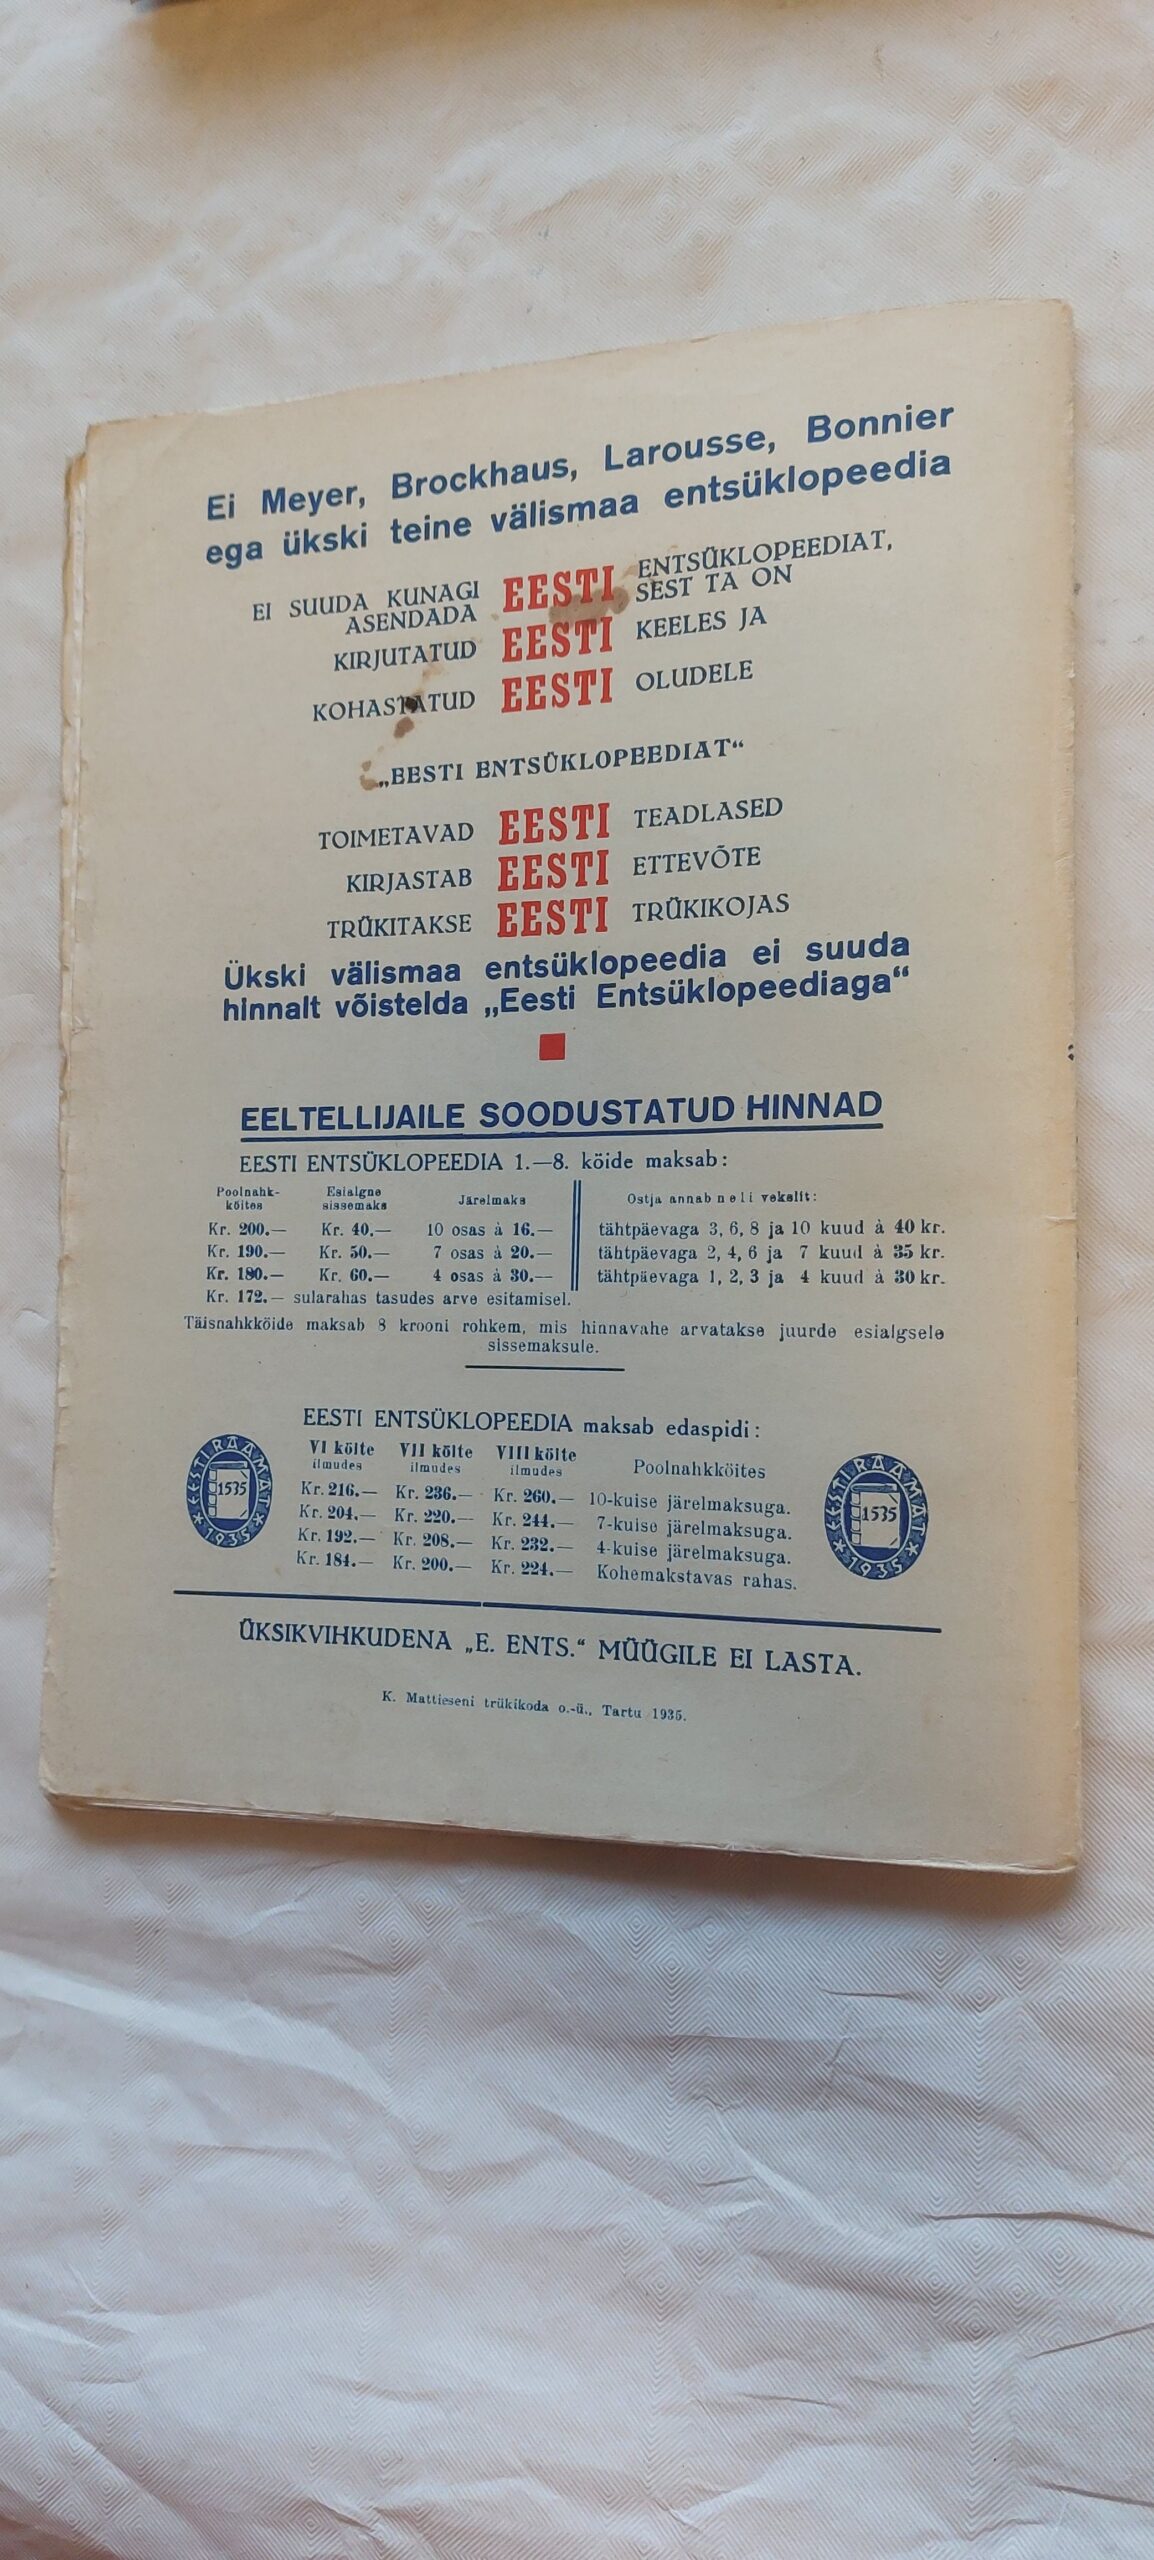 Ei Meyer, Brockhaus, Larousse, Bonnier
ega ükski teine välismaa entsüklopeedia
EI SUUDA KUNAGI ASENDADA EESTI ENTSÜKLOPEEDIAT, SEST TA ON
KIRJUTATUD EESTI KEELES JA
KOHASTATUD EESTI OLUDELE
„EESTI ENTSÜKLOPEEDIAT“
TOIMETAVAD EESTI TEADLASED
KIRJASTAB EESTI ETTEVÕTE
TRÜKITAKSE EESTI TRÜKIKOJAS
Ükski välismaa entsüklopeedia ei suuda
hinnalt võistelda „Eesti Entsüklopeediaga“
EELTELLIJAILE SOODUSTATUD HINNAD
EESTI ENTSÜKLOPEEDIA 1.—8. köide maksab:
Poolnahk-köites Esialgne sissemaks Järelmaks Ostja annab neli vekslit:
Kr. 200.— Kr. 40.— 10 osas à 16.— tähtpäevaga 3, 6, 8 ja 10 kuud à 40 kr.
Kr. 190.— Kr. 50.— 7 osas à 20.— tähtpäevaga 2, 4, 6 ja 7 kuud à 35 kr.
Kr. 180.— Kr. 60.— 4 osas à 30.— tähtpäevaga 1, 2, 3 ja 4 kuud à 30 kr.
Kr. 172.— sularahas tasudes arve esitamisel.
Täisnahkköide maksab 8 krooni rohkem, mis hinnavahe arvatakse juurde esialgsele
sissemaksule.
EESTI ENTSÜKLOPEEDIA maksab edaspidi:
VI köite ilmudes VII köite ilmudes VIII köite ilmudes Poolnahkköites
Kr. 216.— Kr. 236.— Kr. 260.— 10-kuise järelmaksuga.
Kr. 204.— Kr. 220.— Kr. 244.— 7-kuise järelmaksuga.
Kr. 192.— Kr. 208.— Kr. 232.— 4-kuise järelmaksuga.
Kr. 184.— Kr. 200.— Kr. 224.— Kohemakstavas rahas.
EESTI RAAMAT 1535 1935
EESTI RAAMAT 1535 1935
ÜKSIKVIHKUDENA „E. ENTS.“ MÜÜGILE EI LASTA.
K. Mattieseni trükikoda o.-ü., Tartu 1935.